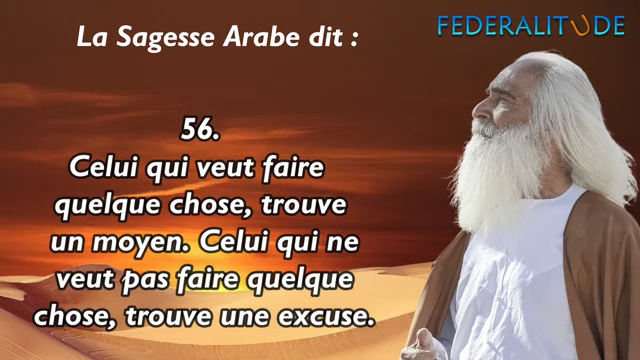 La Sagesse Arabe dit :
FEDERALITUDE
56.
Celui qui veut faire
quelque chose, trouve
un moyen. Celui qui ne
veut pas faire quelque
chose, trouve une excuse.